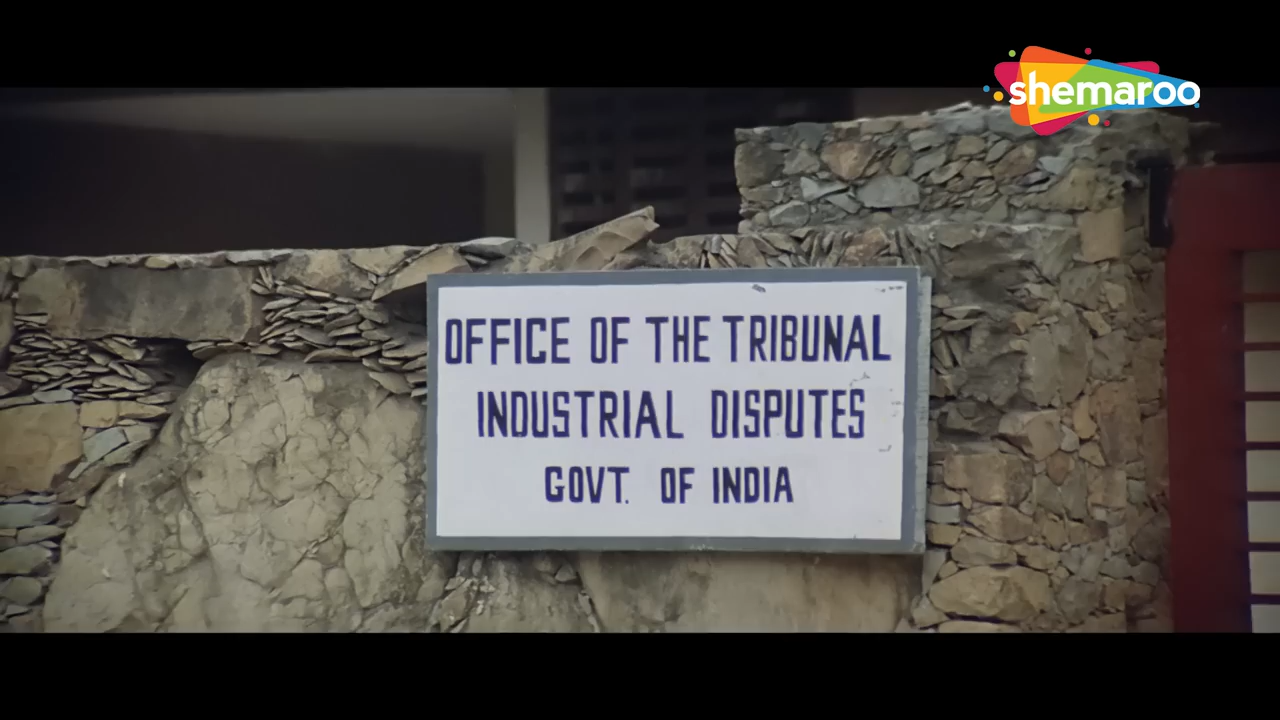 shemaroo
OFFICE OF THE TRIBUNAL
INDUSTRIAL DISPUTES
GOVT. OF INDIA